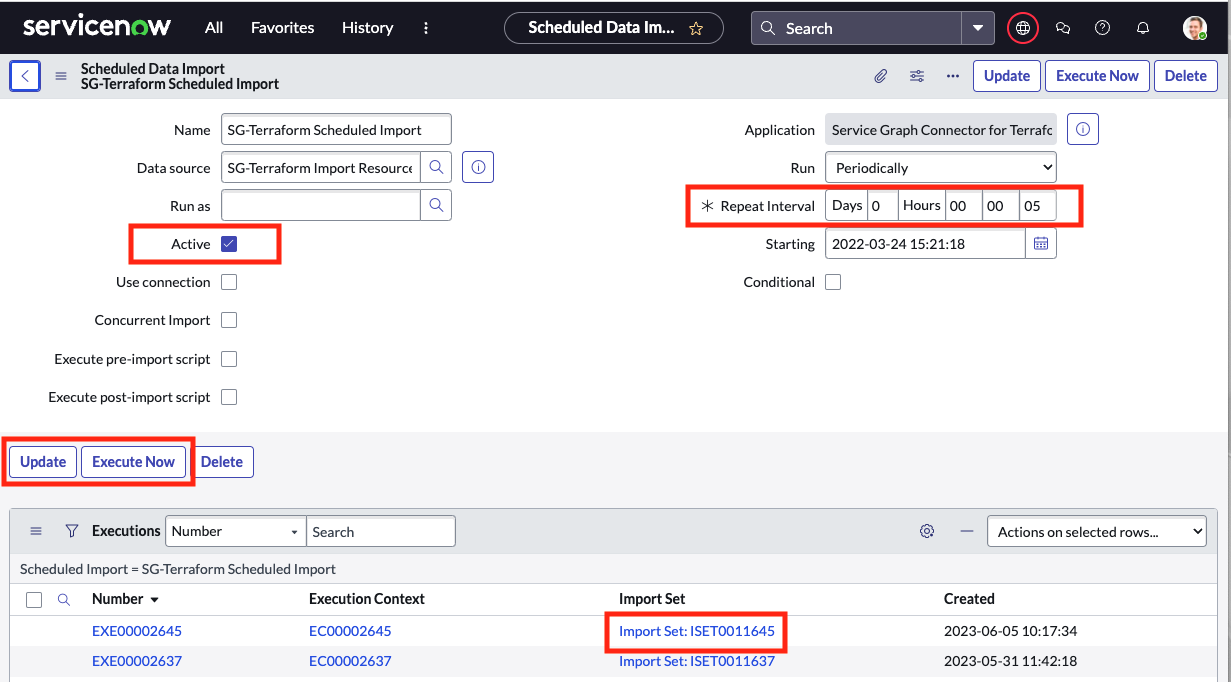 servicenow All Favorites History Scheduled Data Im... Search
Scheduled Data Import
SG-Terraform Scheduled Import
Update Execute Now Delete
Name SG-Terraform Scheduled Import
Application Service Graph Connector for Terrafo
Data source SG-Terraform Import Resource
Run Periodically
Run as
* Repeat Interval Days 0 Hours 00 00 05
Active
Starting 2022-03-24 15:21:18
Use connection
Conditional
Concurrent Import
Execute pre-import script
Execute post-import script
Update Execute Now Delete
Executions Number Search Actions on selected rows...
Scheduled Import = SG-Terraform Scheduled Import
Number Execution Context Import Set Created
EXE00002645 EC00002645 Import Set: ISET0011645 2023-06-05 10:17:34
EXE00002637 EC00002637 Import Set: ISET0011637 2023-05-31 11:42:18